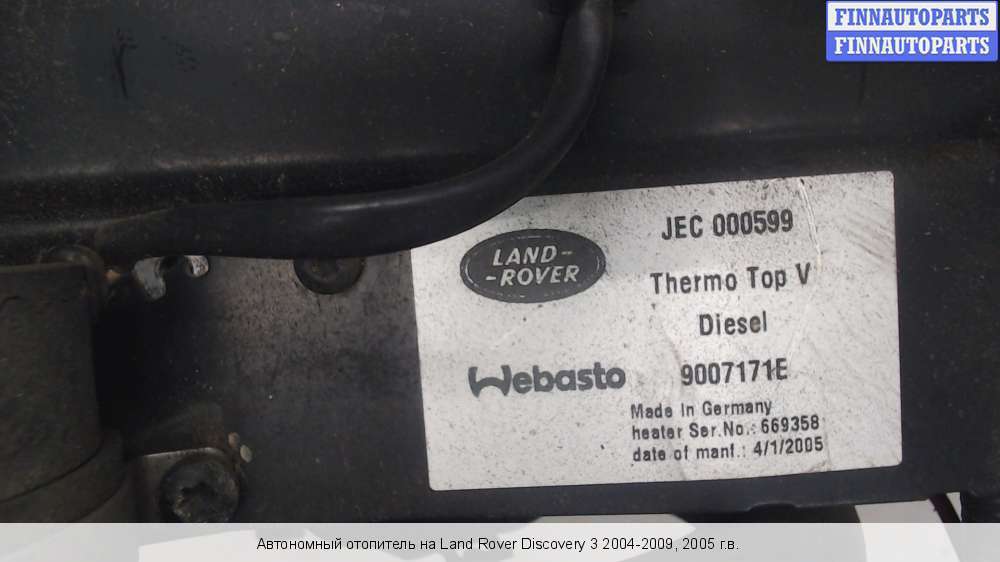 FINNAUTOPARTS
FINNAUTOPARTS
JEC 000599
LAND-
-ROVER
Thermo Top V
Diesel
Webasto
9007171E
Made In Germany
heater Ser.No.: 669358
date of manf.: 4/1/2005
Автономный отопитель на Land Rover Discovery 3 2004-2009, 2005 г.в.